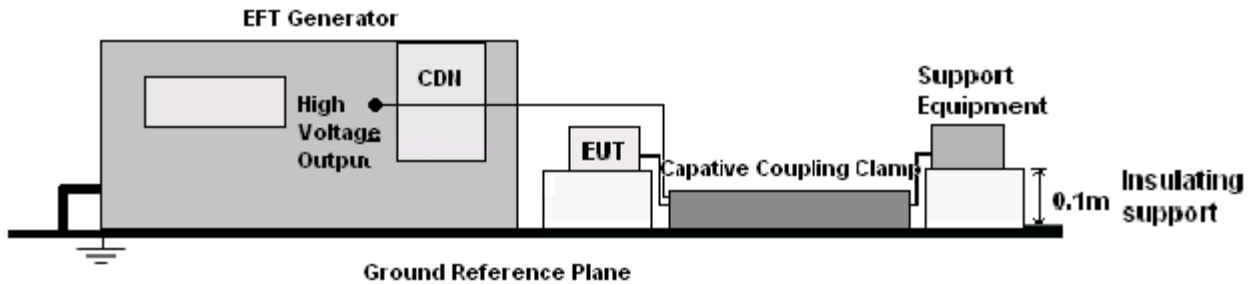 EFT Generator
CDN
High
Voltage
Output
EUT
Capative Coupling Clamp
Support
Equipment
0.1m
Insulating
support
Ground Reference Plane